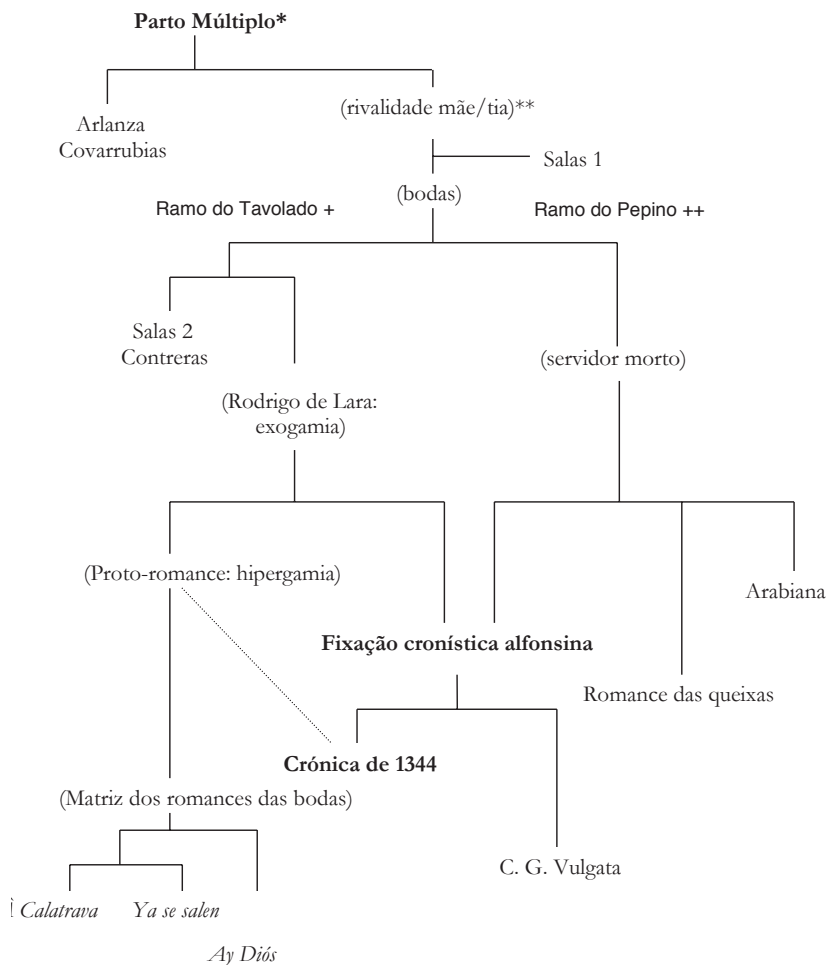 Parto Múltiplo*
(rivalidade mãe/tia)**
Arlanza
Covarrubias
Salas 1
(bodas)
Ramo do Tavolado +
Ramo do Pepino ++
Salas 2
Contreras
(servidor morto)
(Rodrigo de Lara:
exogamia)
(Proto-romance: hipergamia)
Arabiana
Fixação cronística alfonsina
Romance das queixas
Crónica de 1344
(Matriz dos romances das bodas)
C. G. Vulgata
Calatrava
Ya se salen
Ay Diós